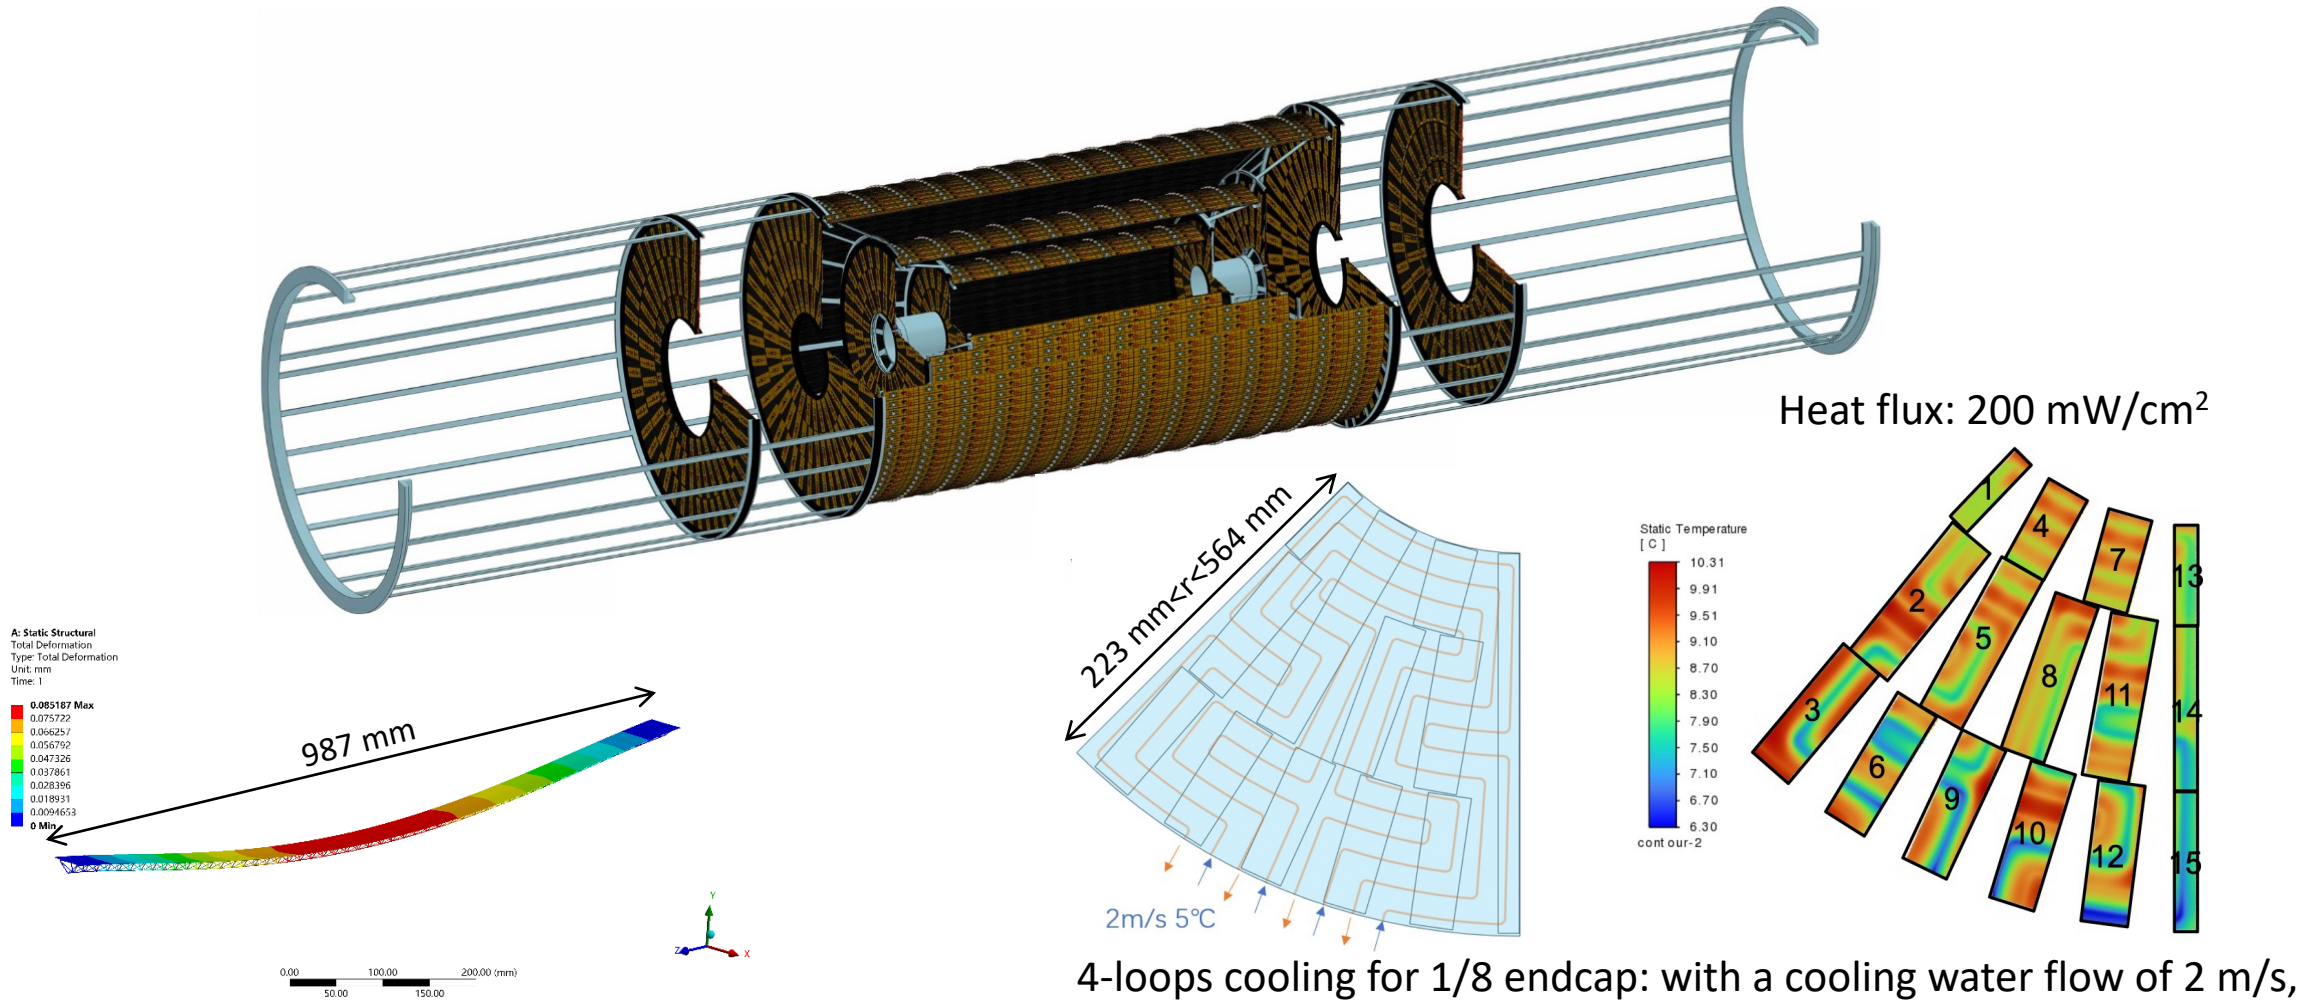 Heat flux: 200 mW/cm²
223 mm<r<564 mm
Static Temperature
[ C ]
10.31
9.91
9.51
9.10
8.70
8.30
7.90
7.50
7.10
6.70
6.30
contour-2
1
4
7
13
2
5
8
11
14
3
6
9
10
12
15
A: Static Structural
Total Deformation
Type: Total Deformation
Unit: mm
Time: 1
0.085187 Max
0.075722
0.066257
0.056792
0.047326
0.037861
0.028396
0.018931
0.0094653
0 Min
987 mm
Y
Z
X
0.00 100.00 200.00 (mm)
50.00 150.00
2m/s 5℃
4-loops cooling for 1/8 endcap: with a cooling water flow of 2 m/s,